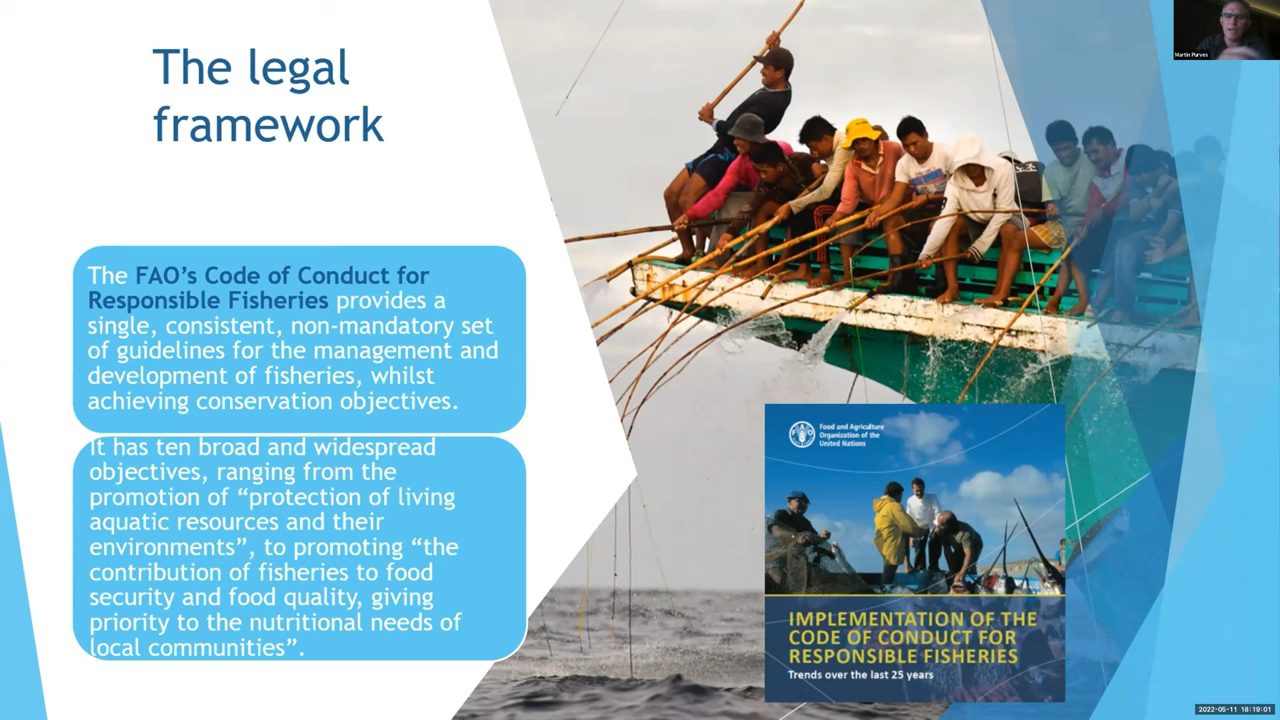 The legal
framework
The FAO’s Code of Conduct for
Responsible Fisheries provides a
single, consistent, non-mandatory set
of guidelines for the management and
development of fisheries, whilst
achieving conservation objectives.
It has ten broad and widespread
objectives, ranging from the
promotion of “protection of living
aquatic resources and their
environments”, to promoting “the
contribution of fisheries to food
security and food quality, giving
priority to the nutritional needs of
local communities”.
FAO
Food and Agriculture
Organization of the
United Nations
IMPLEMENTATION OF THE
CODE OF CONDUCT FOR
RESPONSIBLE FISHERIES
Trends over the last 25 years
Martin Purves
2022-05-11 18:19:01